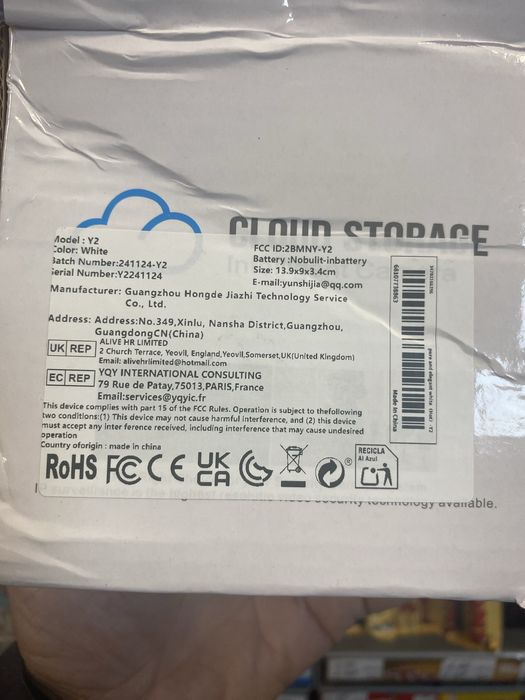 CLOUD STORAGE
Model : Y2
Color: White
Batch Number:241124-Y2
Serial Number:Y2241124
FCC ID:2BMNY-Y2
Battery :Nobulit-inbattery
Size: 13.9x9x3.4cm
E-mail:yunshijia@qq.com
Manufacturer: Guangzhou Hongde Jiazhi Technology Service
Co., Ltd.
Address: Address:No.349,Xinlu, Nansha District,Guangzhou,
GuangdongCN(China)
UK REP
ALIVE HR LIMITED
2 Church Terrace, Yeovil, England,Yeovil,Somerset,UK(United Kingdom)
Email: alivehrlimited@hotmail.com
EC REP
YQY INTERNATIONAL CONSULTING
79 Rue de Patay,75013,PARIS,France
Email:services@yqyic.fr
This device complies with part 15 of the FCC Rules. Operation is subject to thefollowing
two conditions:(1) This device may not cause harmful interference, and (2) this device
must accept any inter ference received, including interference that may cause undesired
operation
Country oforigin : made in china
RoHS FC CE UK
CA
RECICLA
Al Azul
Made in China
security technology available.